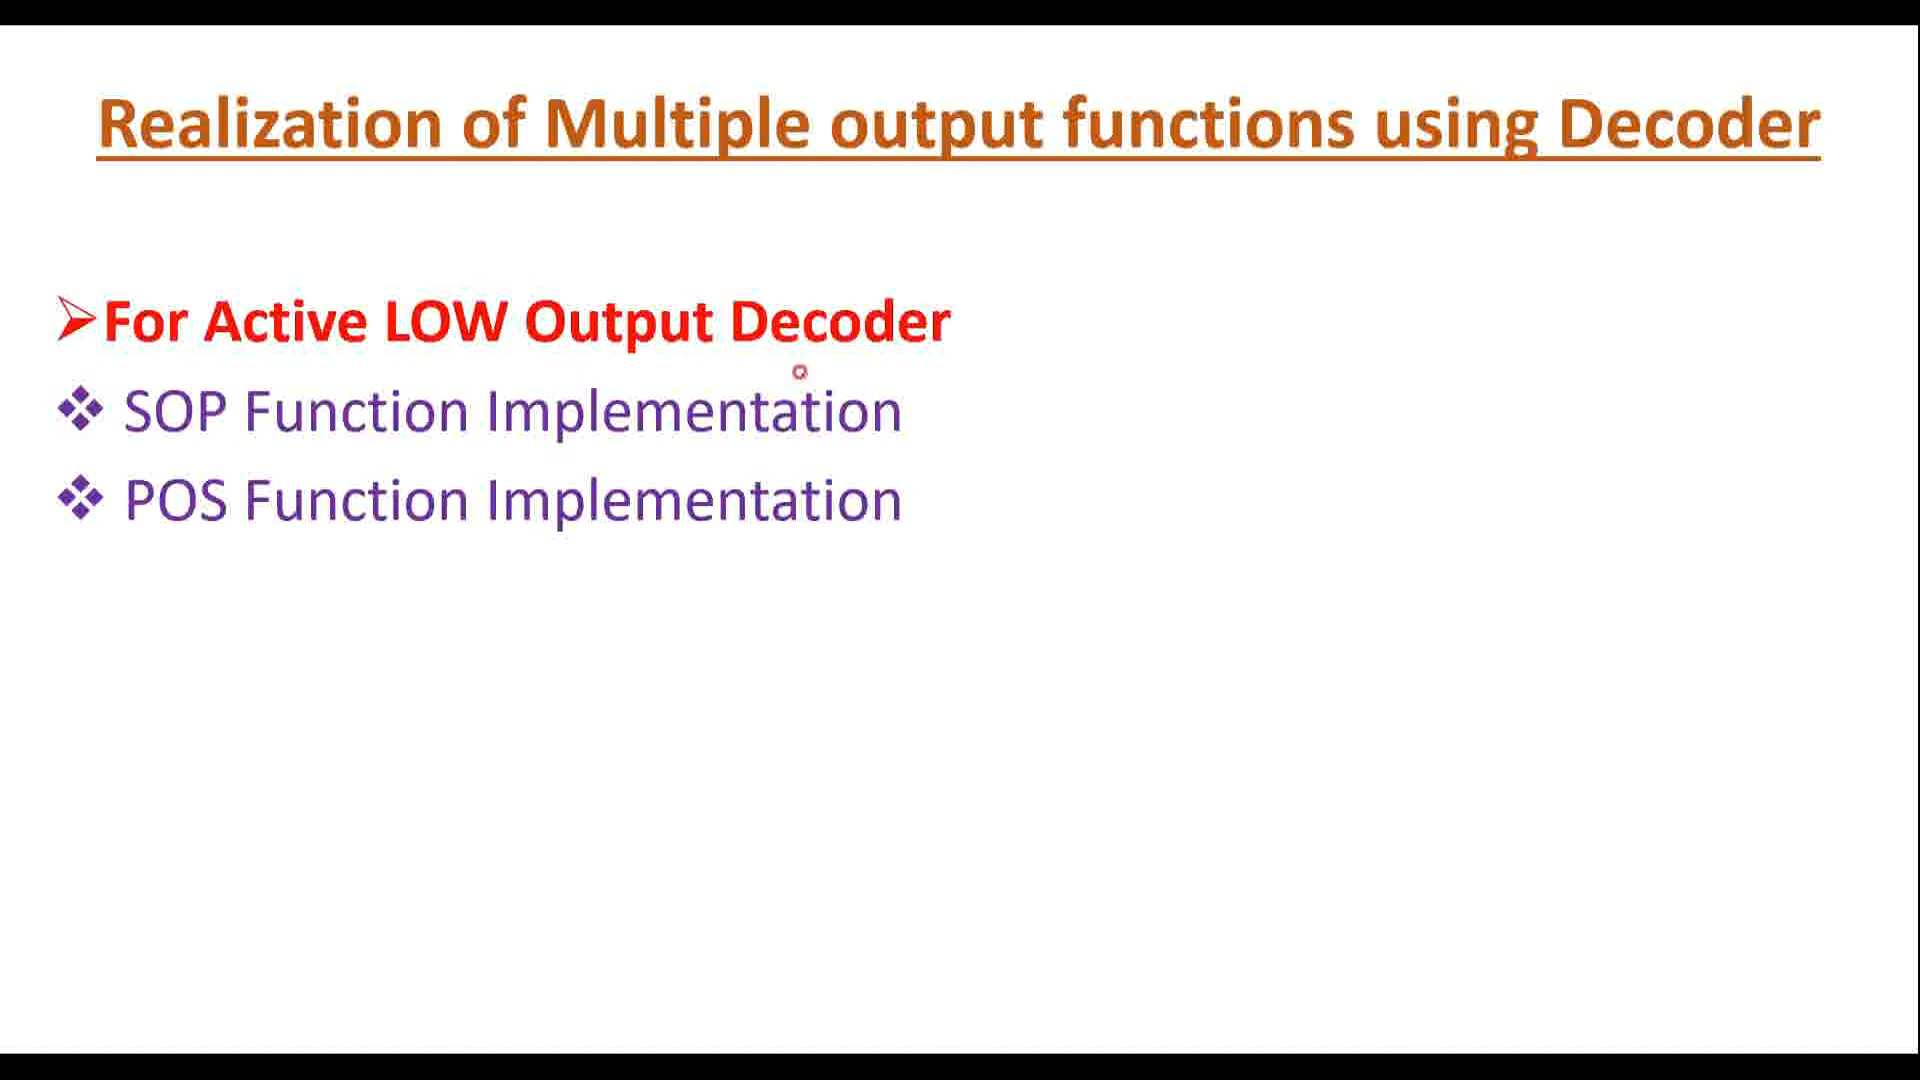 Realization of Multiple output functions using Decoder
For Active LOW Output Decoder
SOP Function Implementation
POS Function Implementation